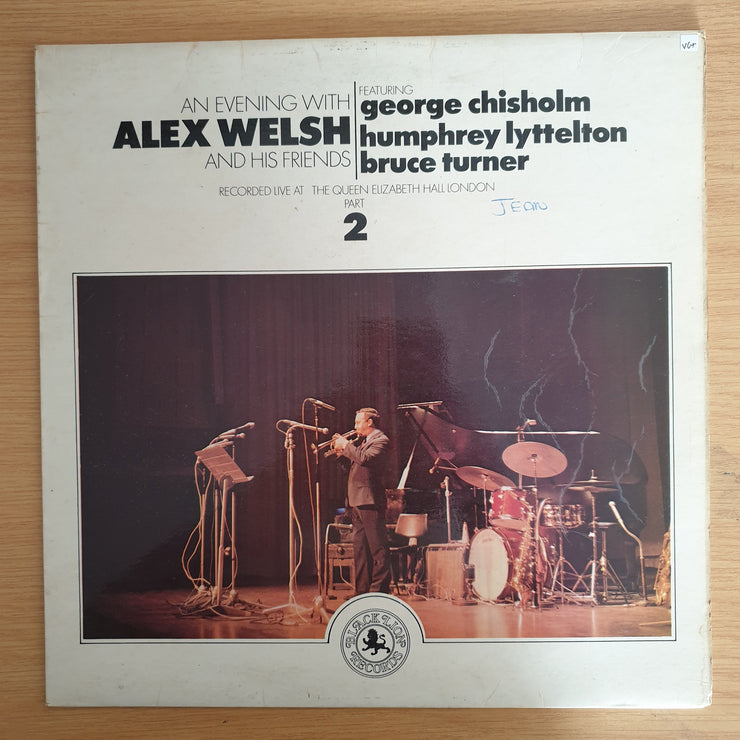 VG+
AN EVENING WITH
ALEX WELSH
AND HIS FRIENDS
FEATURING
george chisholm
humphrey lyttelton
bruce turner
RECORDED LIVE AT THE QUEEN ELIZABETH HALL LONDON
PART
2
JEAN
BLACK LION
RECORDS